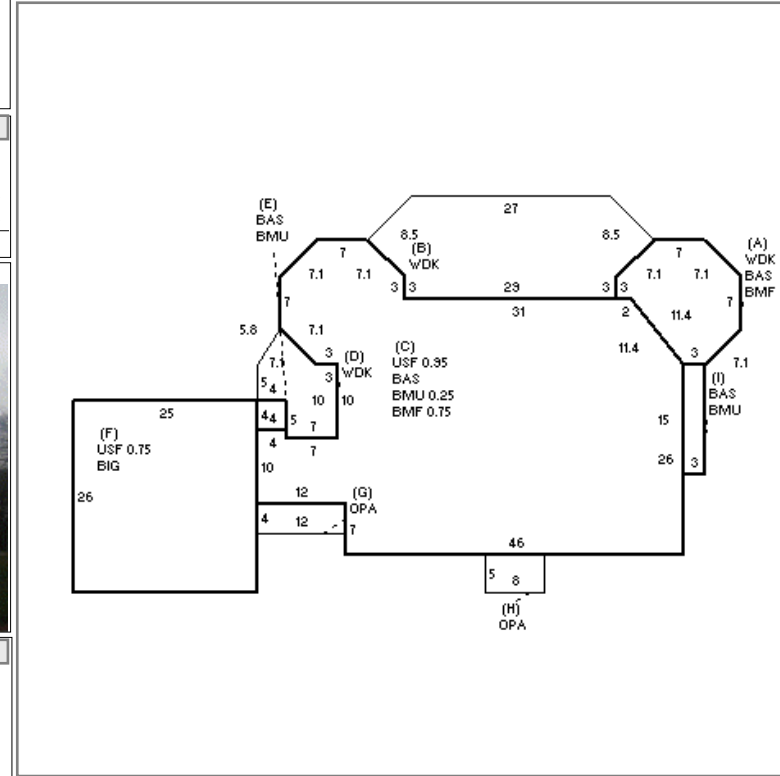 27
(E)
BAS
BMU
7
8.5
(B)
WDK
8.5
7
(A)
WDK
BAS
BMF
7.1
7.1
7.1
7.1
3
3
29
3
3
7
7
31
2
11.4
5.8
7.1
11.4
7.1
3
3
(D)
WDK
7.1
3
(C)
USF 0.95
BAS
BMU 0.25
BMF 0.75
3
7.1
(I)
BAS
BMU
5
4
10
10
25
4
4
5
7
15
(F)
USF 0.75
BIG
4
7
10
26
3
26
12
(G)
OPA
4
12
7
46
5
8
(H)
OPA